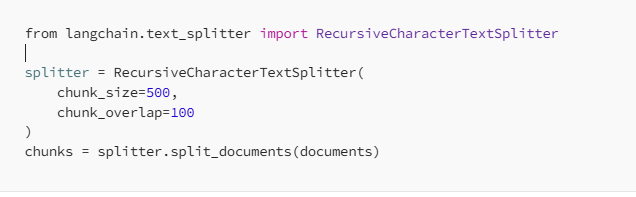 from langchain.text_splitter import RecursiveCharacterTextSplitter
splitter = RecursiveCharacterTextSplitter(
    chunk_size=500,
    chunk_overlap=100
)
chunks = splitter.split_documents(documents)